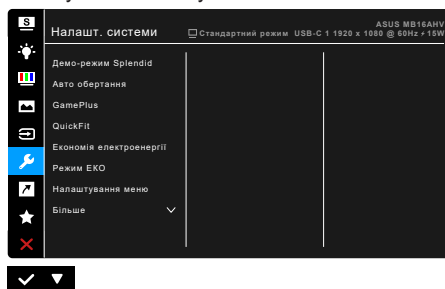 S
Налашт. системи
ASUS MB16AHV
Стандартний режим USB-C 1 1920 x 1080 @ 60Hz ⚡15W
Демо-режим Splendid
Авто обертання
GamePlus
QuickFit
Економія електроенергії
Режим ЕКО
Налаштування меню
Більше